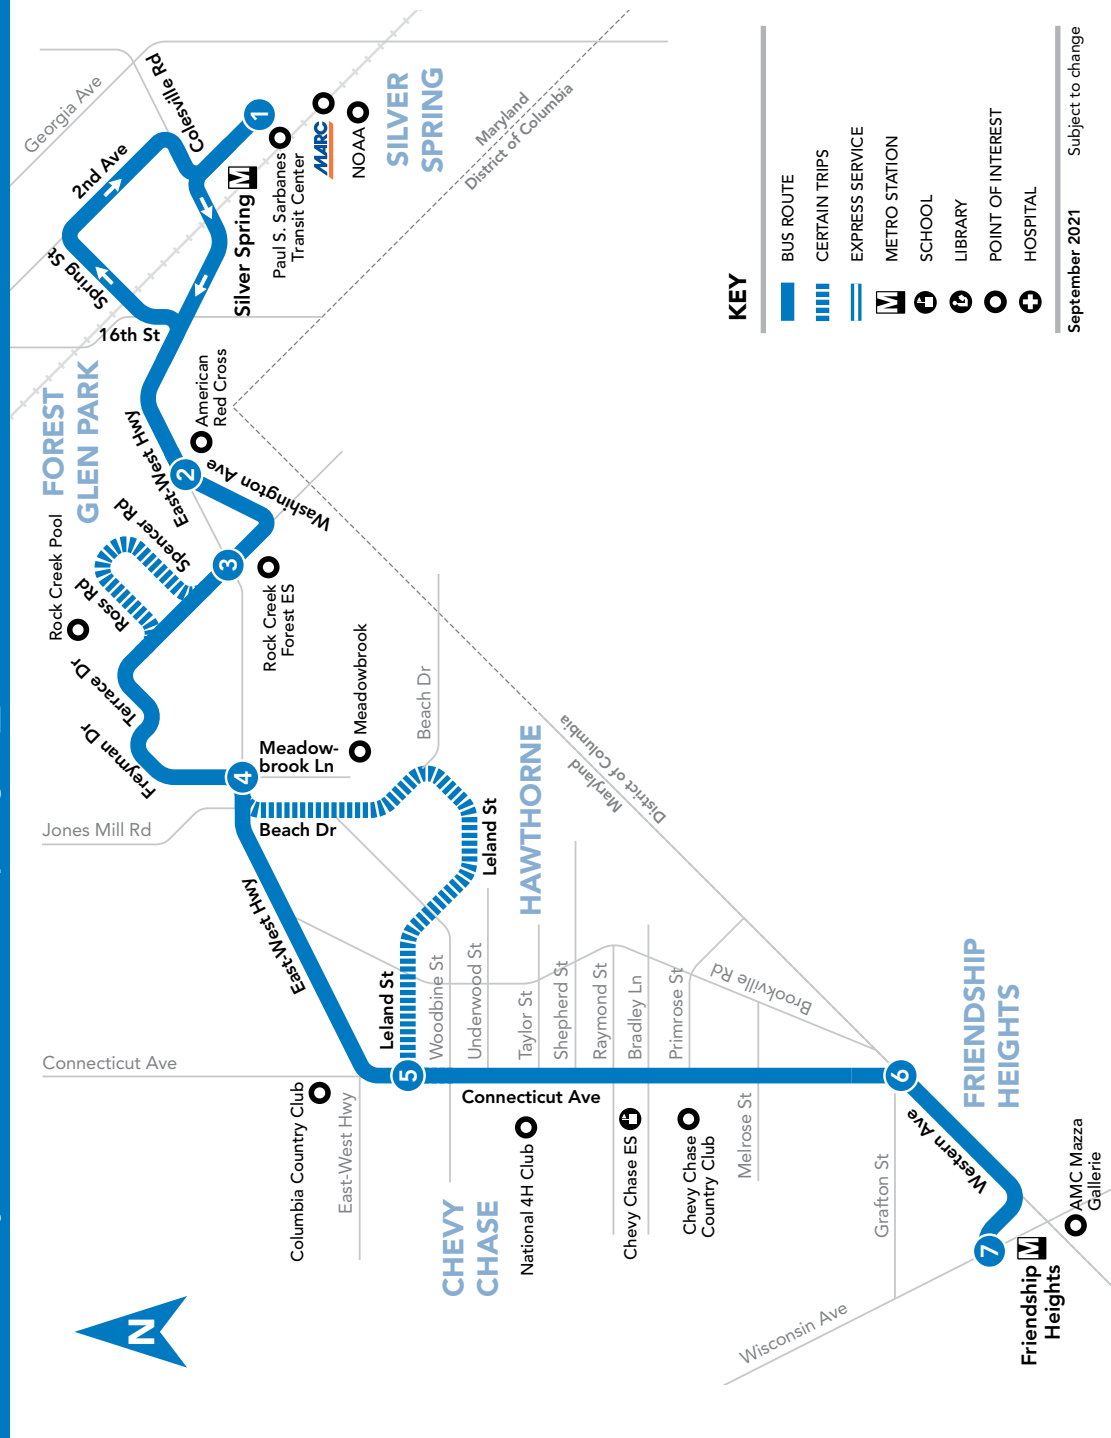 Georgia Ave
Colesville Rd
2nd Ave
Spring St
16th St
1
Silver Spring M
Paul S. Sarbanes
Transit Center
MARC
NOAA
SILVER
SPRING
Maryland
District of Columbia
FOREST
GLEN PARK
American
Red Cross
East-West Hwy
2
Washington Ave
Spencer Rd
Ross Rd
Rock Creek Pool
3
Rock Creek
Forest ES
Terrace Dr
Freyman Dr
4
Meadow-
brook Ln
Meadowbrook
Beach Dr
Jones Mill Rd
Beach Dr
Leland St
HAWTHORNE
Maryland
District of Columbia
East-West Hwy
Leland St
Woodbine St
Underwood St
Taylor St
Shepherd St
Raymond St
Bradley Ln
Primrose St
Brookville Rd
Connecticut Ave
5
Connecticut Ave
Columbia Country Club
East-West Hwy
CHEVY
CHASE
National 4H Club
Chevy Chase ES
Chevy Chase
Country Club
Melrose St
Grafton St
6
Western Ave
FRIENDSHIP
HEIGHTS
Wisconsin Ave
7
Friendship M
Heights
AMC Mazza
Gallerie
N
KEY
BUS ROUTE
CERTAIN TRIPS
EXPRESS SERVICE
M METRO STATION
SCHOOL
LIBRARY
POINT OF INTEREST
HOSPITAL
September 2021 Subject to change